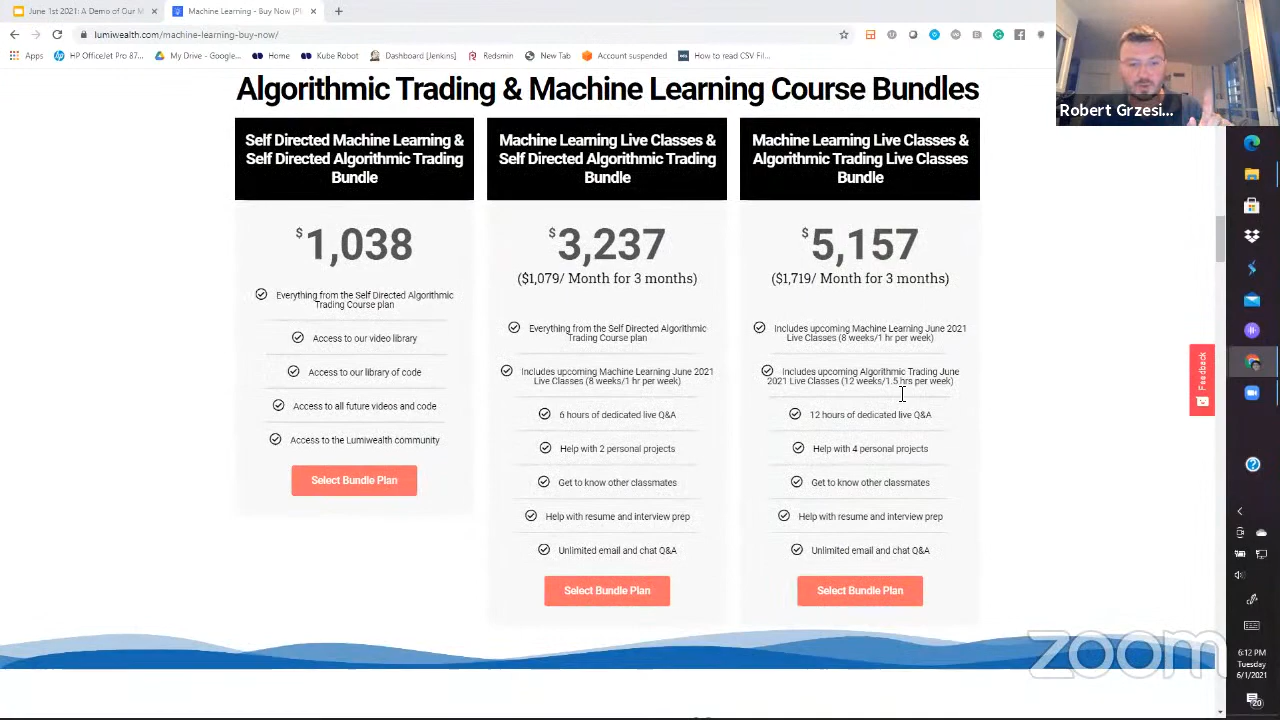 June 1st 2021: A Demo of Our M
Machine Learning - Buy Now (Pl
lumiwealth.com/machine-learning-buy-now/
Apps
HP OfficeJet Pro 87...
My Drive - Google...
Home
Kube Robot
Dashboard [Jenkins]
Redsmin
New Tab
Account suspended
How to read CSV Fil...
Robert Grzesi...
Algorithmic Trading & Machine Learning Course Bundles
Self Directed Machine Learning &
Self Directed Algorithmic Trading
Bundle
$1,038
Everything from the Self Directed Algorithmic
Trading Course plan
Access to our video library
Access to our library of code
Access to all future videos and code
Access to the Lumiwealth community
Select Bundle Plan
Machine Learning Live Classes &
Self Directed Algorithmic Trading
Bundle
$3,237
($1,079/ Month for 3 months)
Everything from the Self Directed Algorithmic
Trading Course plan
Includes upcoming Machine Learning June 2021
Live Classes (8 weeks/1 hr per week)
6 hours of dedicated live Q&A
Help with 2 personal projects
Get to know other classmates
Help with resume and interview prep
Unlimited email and chat Q&A
Select Bundle Plan
Machine Learning Live Classes &
Algorithmic Trading Live Classes
Bundle
$5,157
($1,719/ Month for 3 months)
Includes upcoming Machine Learning June 2021
Live Classes (8 weeks/1 hr per week)
Includes upcoming Algorithmic Trading June
2021 Live Classes (12 weeks/1.5 hrs per week)
12 hours of dedicated live Q&A
Help with 4 personal projects
Get to know other classmates
Help with resume and interview prep
Unlimited email and chat Q&A
Select Bundle Plan
Feedback
zoom
6:12 PM
Tuesday
6/1/2021
20